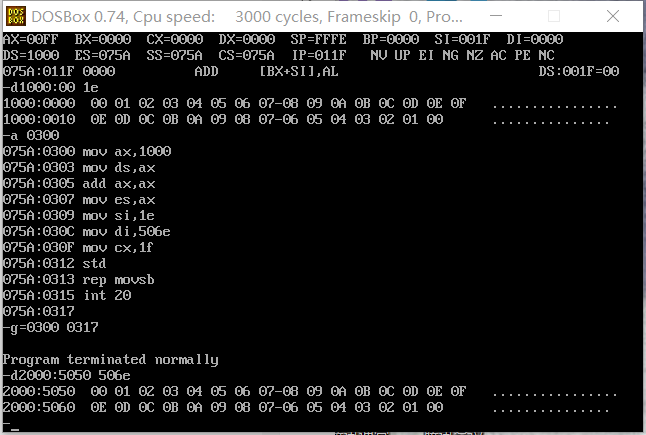 DOSBox 0.74, Cpu speed: 3000 cycles, Frameskip 0, Pro...
AX=00FF BX=0000 CX=0000 DX=0000 SP=FFFE BP=0000 SI=001F DI=0000
DS=1000 ES=075A SS=075A CS=075A IP=011F NV UP EI NG NZ AC PE NC
075A:011F 0000 ADD [BX+SI],AL DS:001F=00
-d1000:00 1e
1000:0000 00 01 02 03 04 05 06 07-08 09 0A 0B 0C 0D 0E 0F ................
1000:0010 0E 0D 0C 0B 0A 09 08 07-06 05 04 03 02 01 00 ...............
-a 0300
075A:0300 mov ax,1000
075A:0303 mov ds,ax
075A:0305 add ax,ax
075A:0307 mov es,ax
075A:0309 mov si,1e
075A:030C mov di,506e
075A:030F mov cx,1f
075A:0312 std
075A:0313 rep movsb
075A:0315 int 20
075A:0317
-g=0300 0317
Program terminated normally
-d2000:5050 506e
2000:5050 00 01 02 03 04 05 06 07-08 09 0A 0B 0C 0D 0E 0F ................
2000:5060 0E 0D 0C 0B 0A 09 08 07-06 05 04 03 02 01 00 ...............
-_